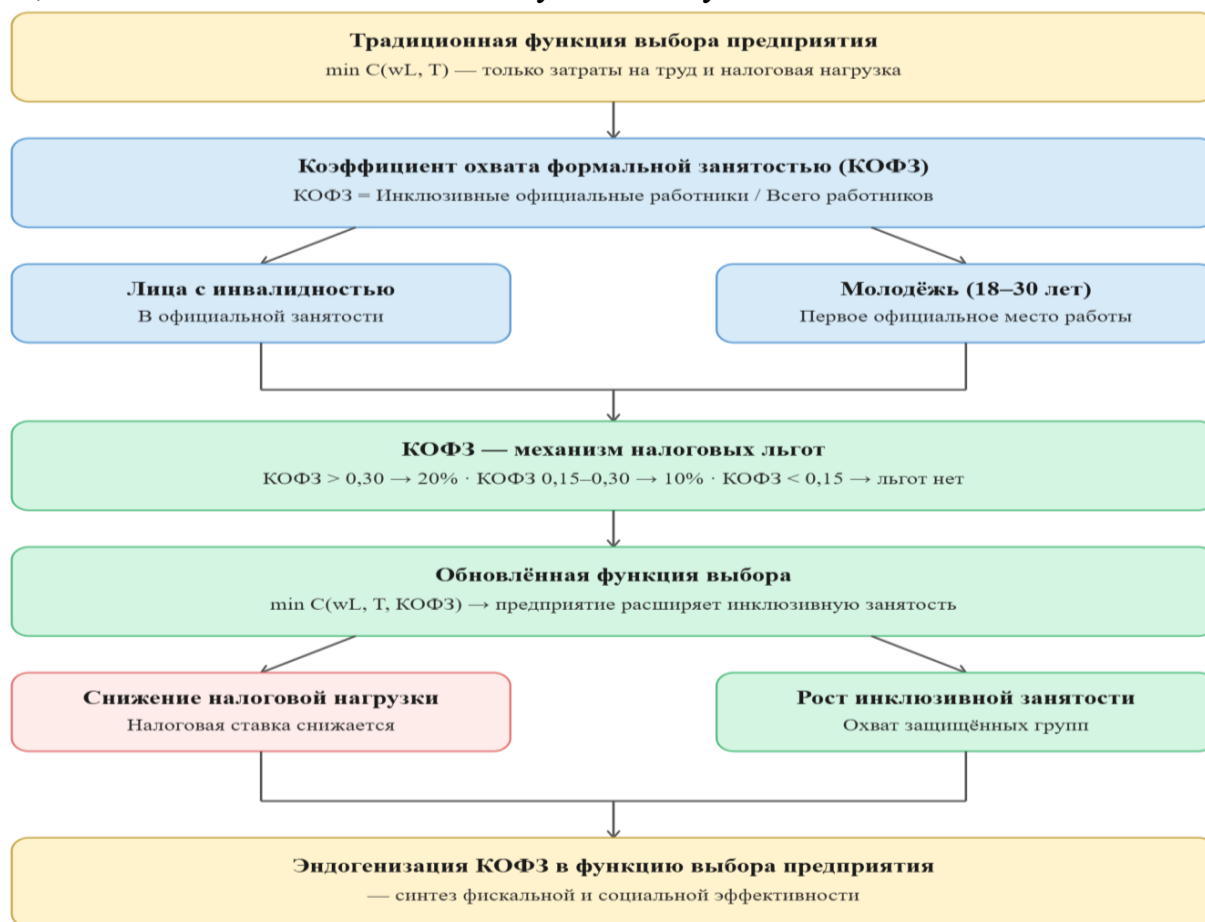 Традиционная функция выбора предприятия
min C(wL, T) — только затраты на труд и налоговая нагрузка
Коэффициент охвата формальной занятостью (КОФЗ)
КОФЗ = Инклюзивные официальные работники / Всего работников
Лица с инвалидностью
В официальной занятости
Молодёжь (18–30 лет)
Первое официальное место работы
КОФЗ — механизм налоговых льгот
КОФЗ > 0,30 → 20% · КОФЗ 0,15–0,30 → 10% · КОФЗ < 0,15 → льгот нет
Обновлённая функция выбора
min C(wL, T, КОФЗ) → предприятие расширяет инклюзивную занятость
Снижение налоговой нагрузки
Налоговая ставка снижается
Рост инклюзивной занятости
Охват защищённых групп
Эндогенизация КОФЗ в функцию выбора предприятия
— синтез фискальной и социальной эффективности